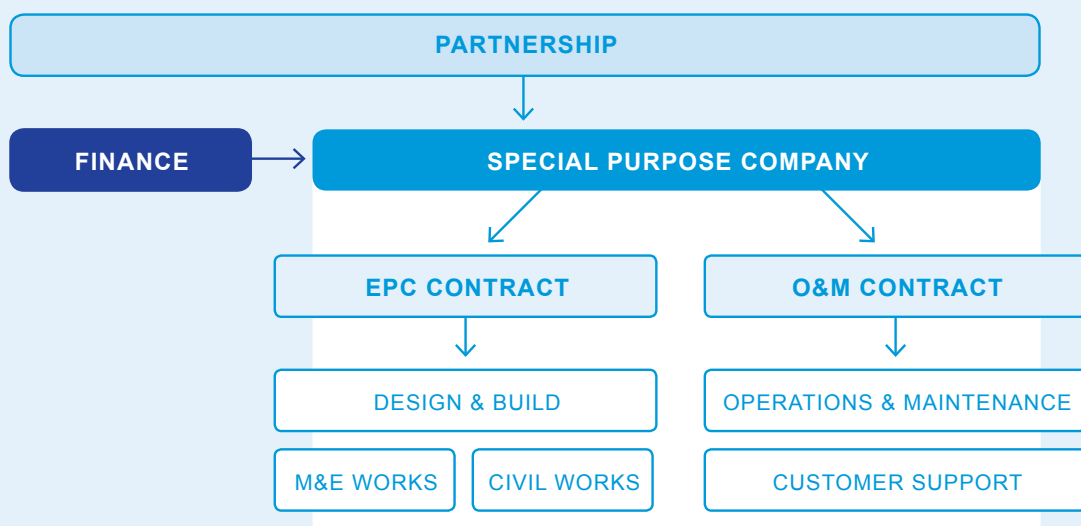 PARTNERSHIP
FINANCE
SPECIAL PURPOSE COMPANY
EPC CONTRACT
O&M CONTRACT
DESIGN & BUILD
OPERATIONS & MAINTENANCE
M&E WORKS
CIVIL WORKS
CUSTOMER SUPPORT